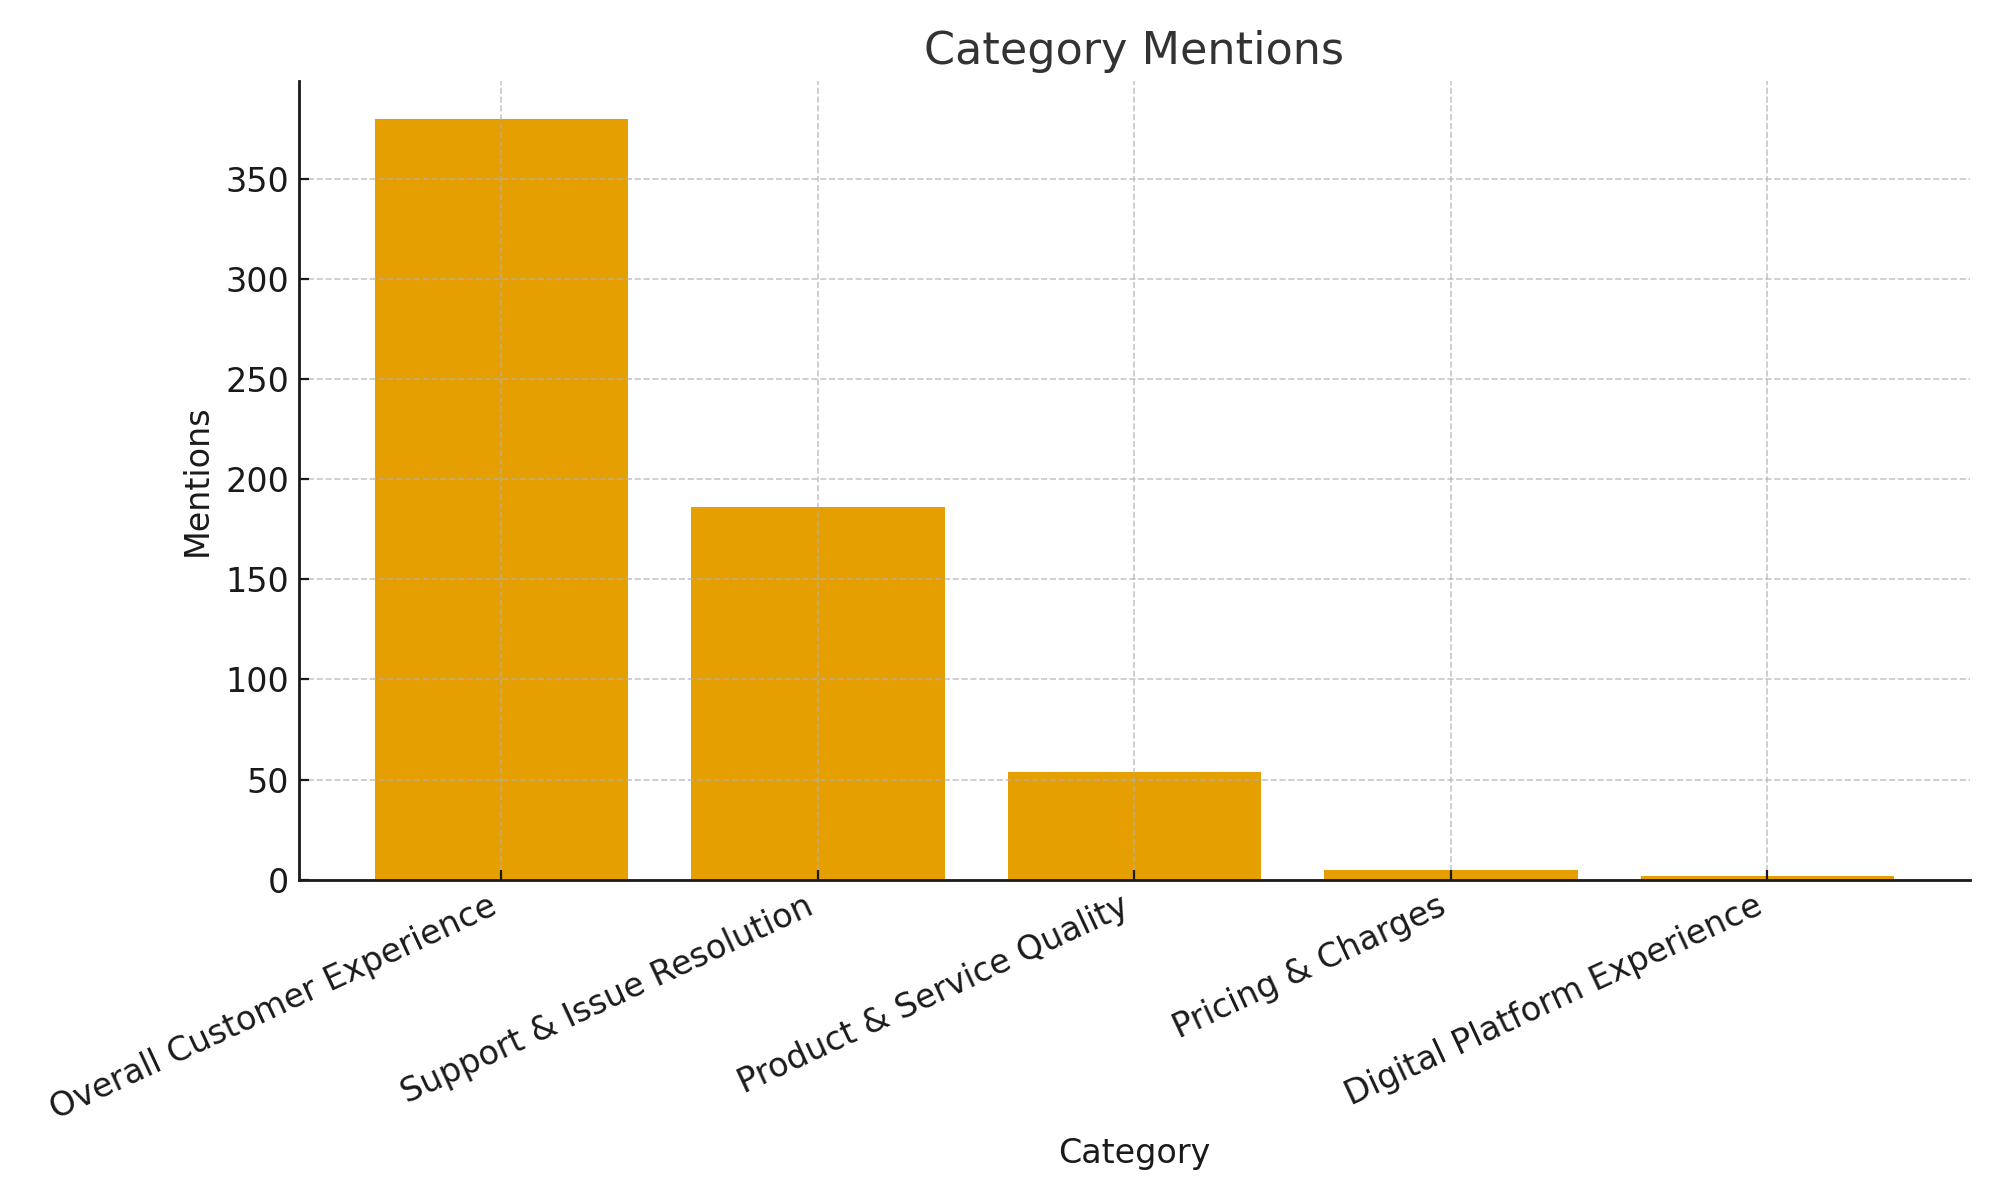 Category Mentions
Mentions
350
300
250
200
150
100
50
0
Overall Customer Experience
Support & Issue Resolution
Product & Service Quality
Pricing & Charges
Digital Platform Experience
Category